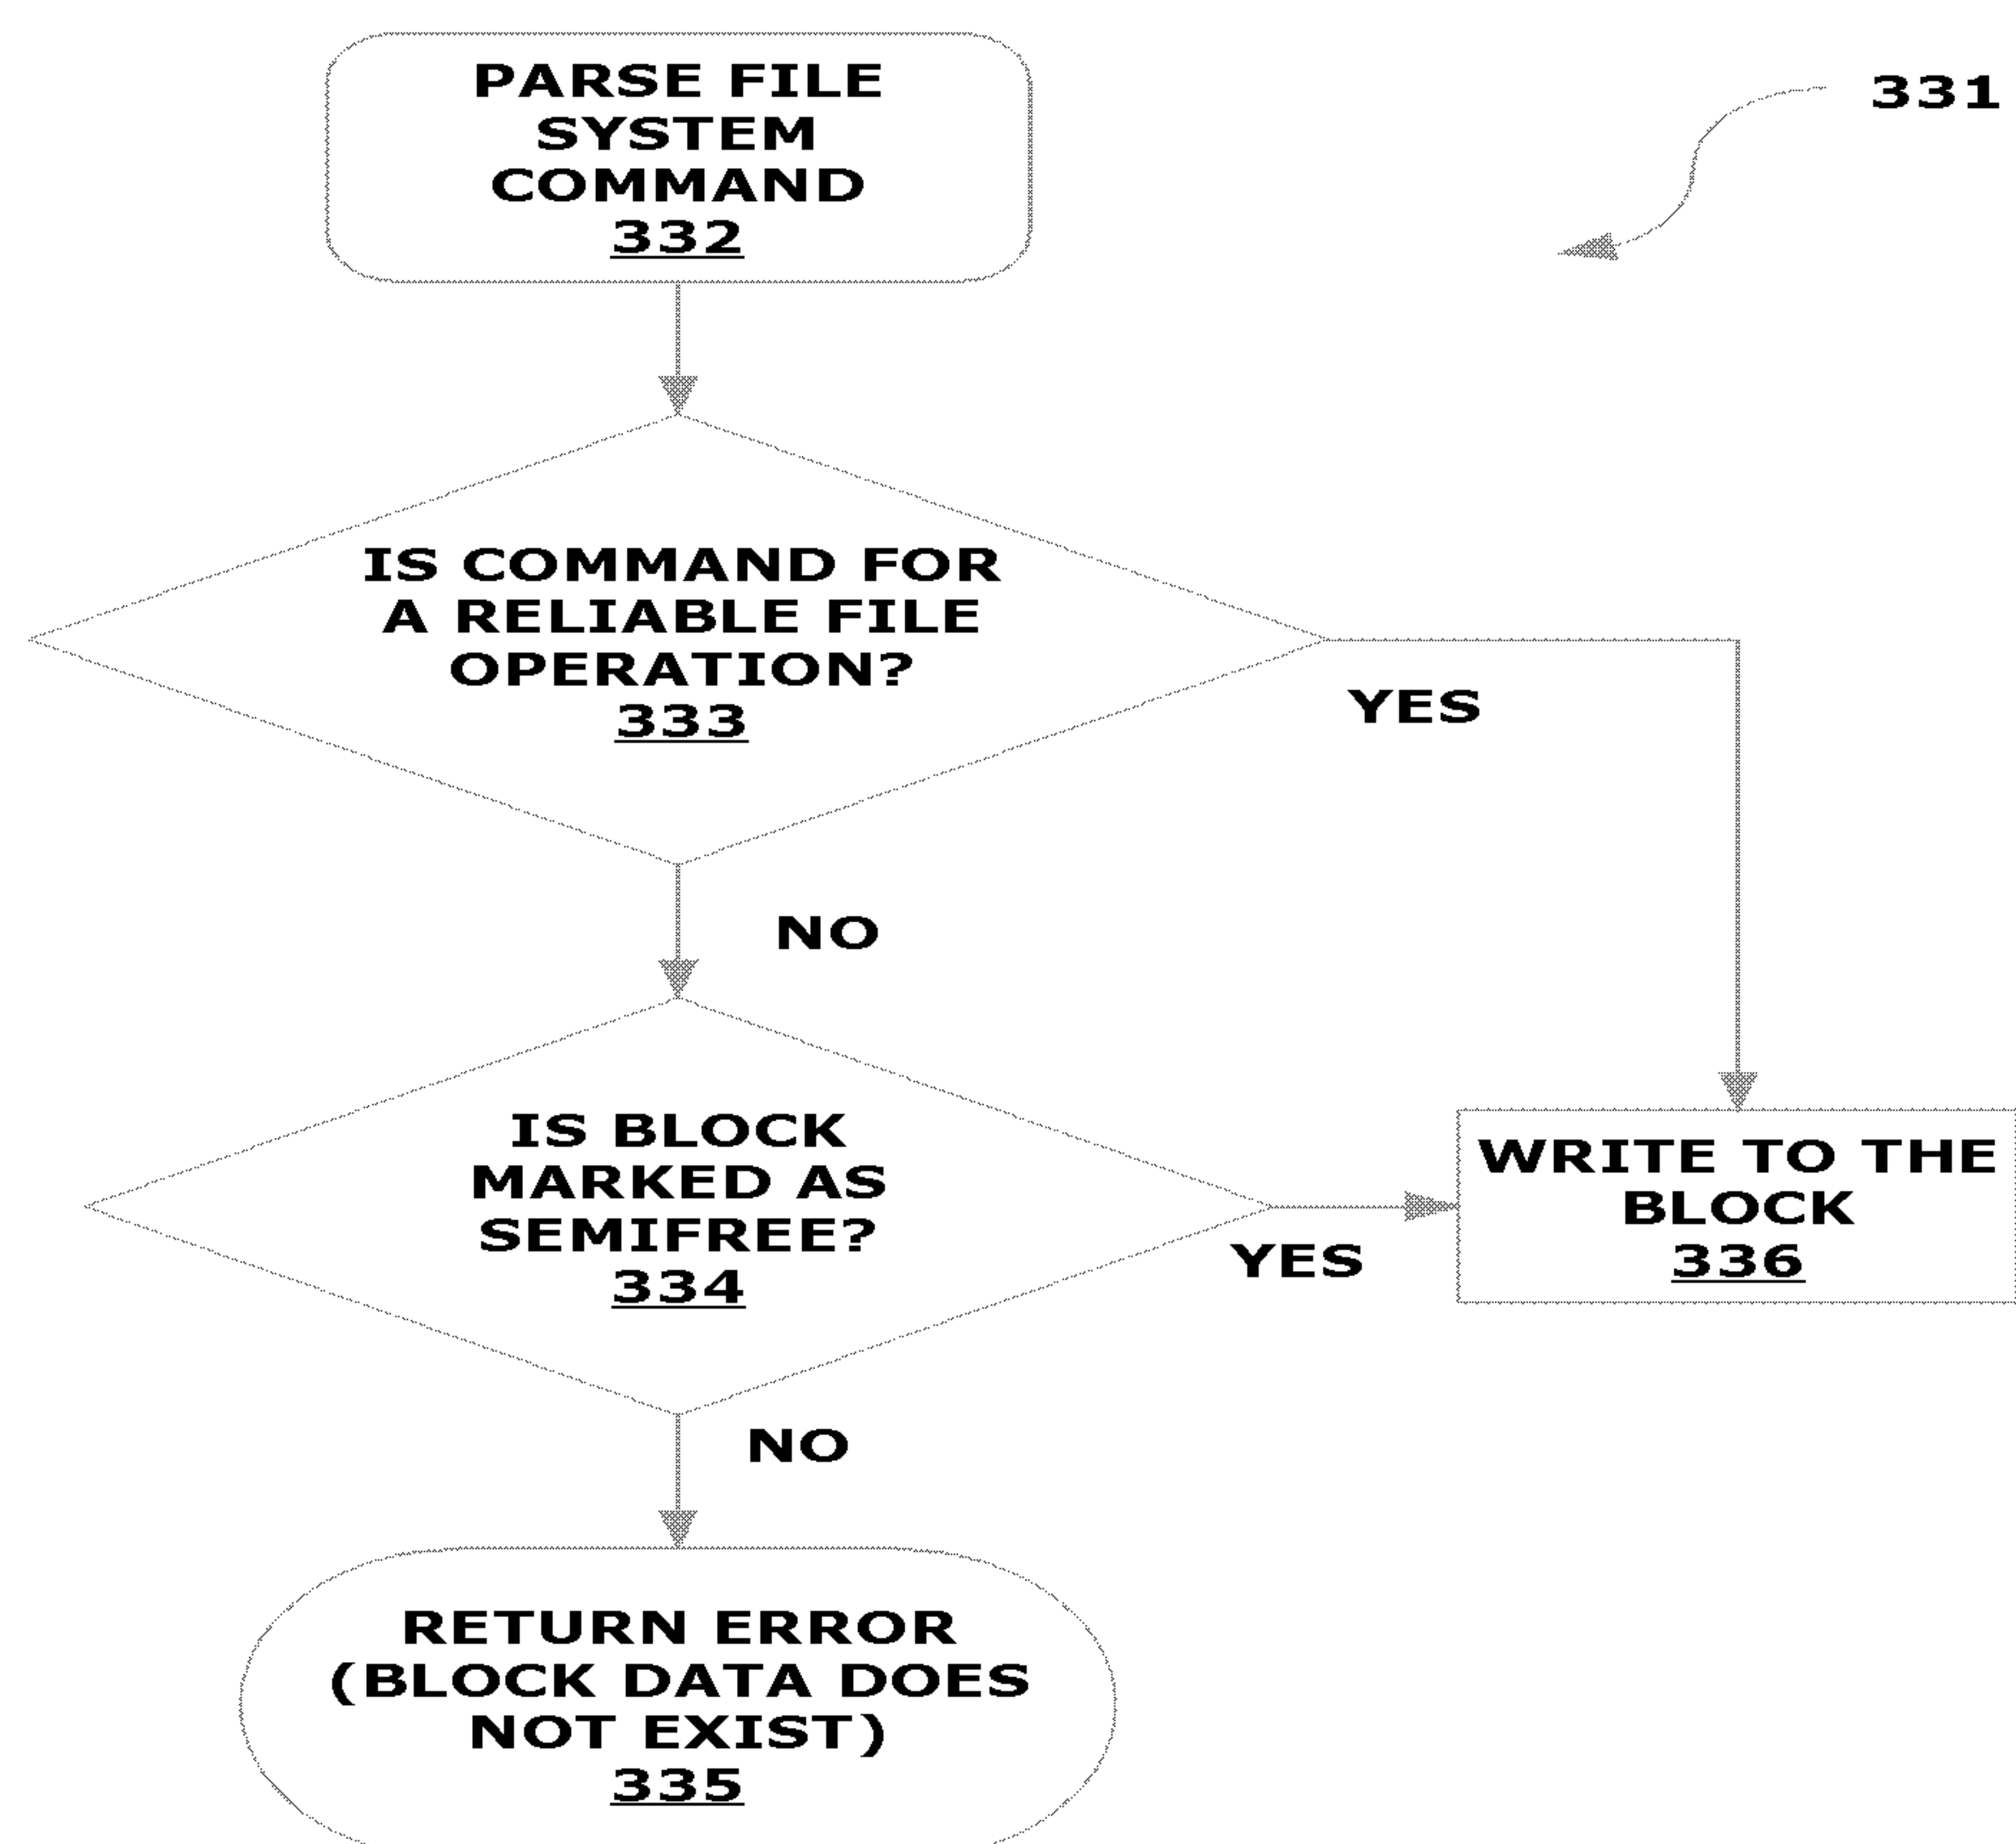 PARSE FILE
SYSTEM
COMMAND
332
331
IS COMMAND FOR
A RELIABLE FILE
OPERATION?
333
YES
NO
IS BLOCK
MARKED AS
SEMIFREE?
334
YES
WRITE TO THE
BLOCK
336
NO
RETURN ERROR
(BLOCK DATA DOES
NOT EXIST)
335